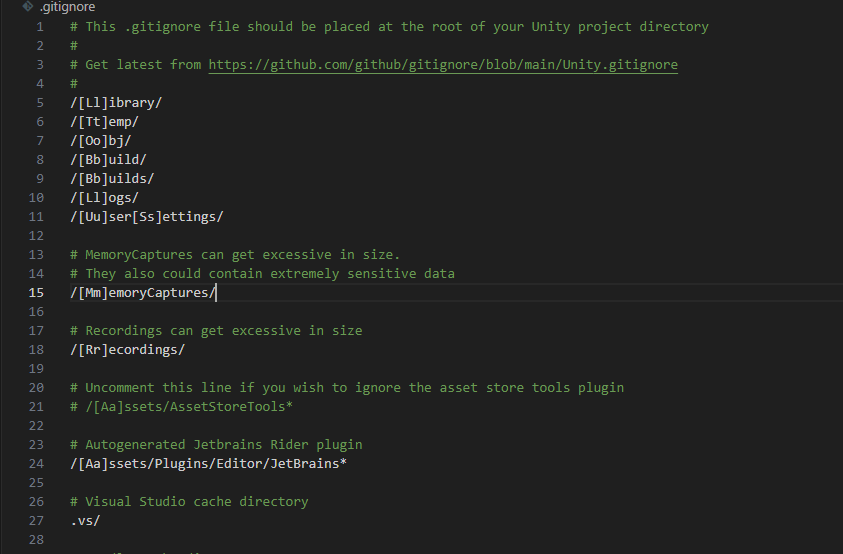 .gitignore
1 # This .gitignore file should be placed at the root of your Unity project directory
2 #
3 # Get latest from https://github.com/github/gitignore/blob/main/Unity.gitignore
4 #
5 /[Ll]ibrary/
6 /[Tt]emp/
7 /[Oo]bj/
8 /[Bb]uild/
9 /[Bb]uilds/
10 /[Ll]ogs/
11 /[Uu]ser[Ss]ettings/
12
13 # MemoryCaptures can get excessive in size.
14 # They also could contain extremely sensitive data
15 /[Mm]emoryCaptures/
16
17 # Recordings can get excessive in size
18 /[Rr]ecordings/
19
20 # Uncomment this line if you wish to ignore the asset store tools plugin
21 # /[Aa]ssets/AssetStoreTools*
22
23 # Autogenerated Jetbrains Rider plugin
24 /[Aa]ssets/Plugins/Editor/JetBrains*
25
26 # Visual Studio cache directory
27 .vs/
28